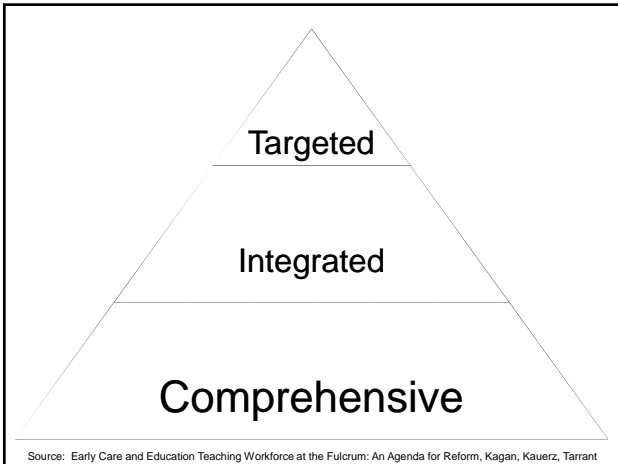 Targeted
Integrated
Comprehensive
Source: Early Care and Education Teaching Workforce at the Fulcrum: An Agenda for Reform, Kagan, Kauerz, Tarrant